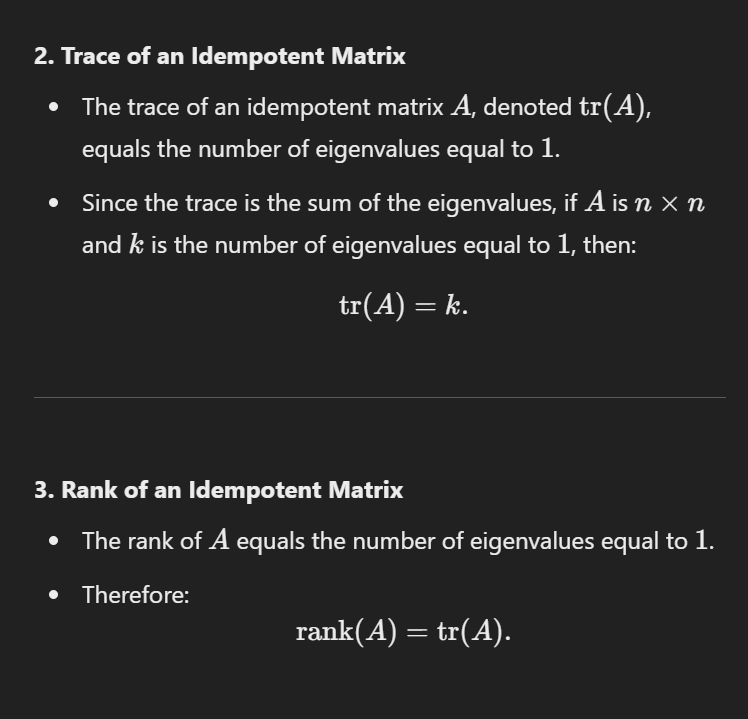 2. Trace of an Idempotent Matrix
• The trace of an idempotent matrix A, denoted tr(A),
equals the number of eigenvalues equal to 1.
• Since the trace is the sum of the eigenvalues, if A is n × n
and k is the number of eigenvalues equal to 1, then:
tr(A) = k.
3. Rank of an Idempotent Matrix
• The rank of A equals the number of eigenvalues equal to 1.
• Therefore:
rank(A) = tr(A).